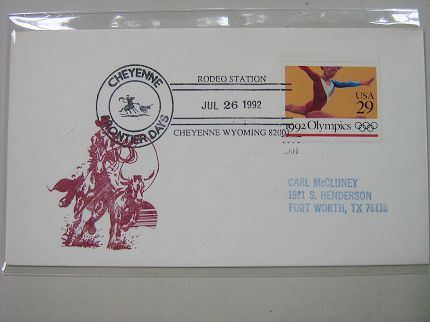 CHEYENNE
FRONTIER DAYS
RODEO STATION
JUL 26 1992
CHEYENNE WYOMING 82001
USA
29
1992 Olympics
CARL McCLUNEY
1921 S. HENDERSON
FORT WORTH, TX 76110